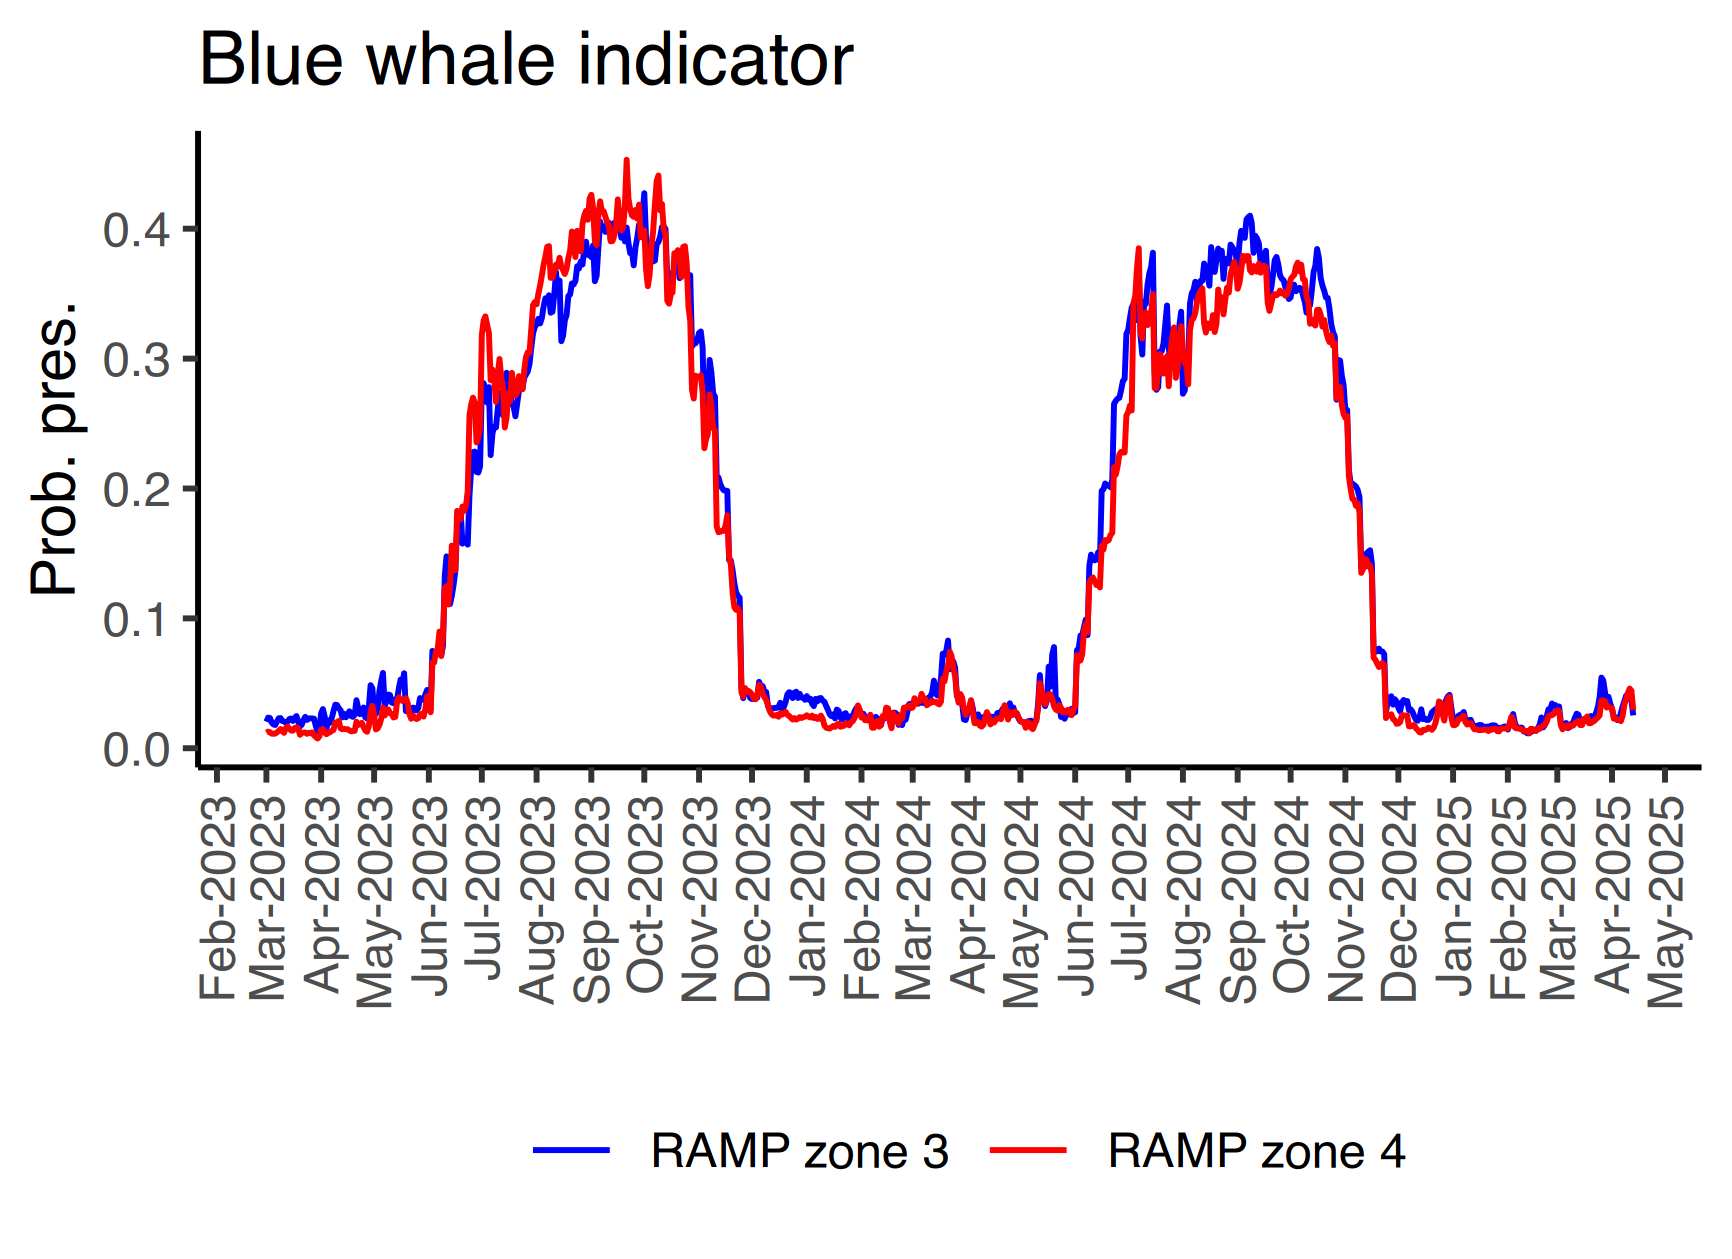 Blue whale indicator
Prob. pres.
0.4
0.3
0.2
0.1
0.0
Feb-2023
Mar-2023
Apr-2023
May-2023
Jun-2023
Jul-2023
Aug-2023
Sep-2023
Oct-2023
Nov-2023
Dec-2023
Jan-2024
Feb-2024
Mar-2024
Apr-2024
May-2024
Jun-2024
Jul-2024
Aug-2024
Sep-2024
Oct-2024
Nov-2024
Dec-2024
Jan-2025
Feb-2025
Mar-2025
Apr-2025
May-2025
RAMP zone 3
RAMP zone 4